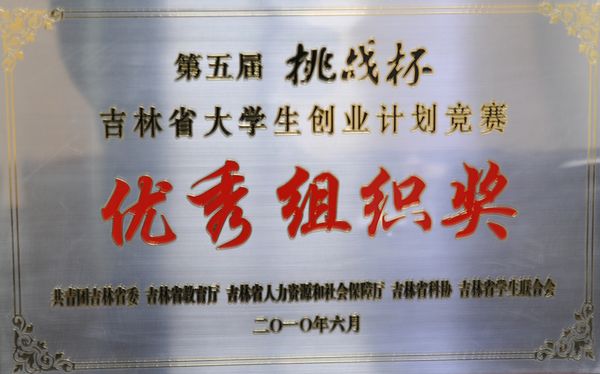 第五届 挑战杯
吉林省大学生创业计划竞赛
优秀组织奖
共青团吉林省委 吉林省教育厅 吉林省人力资源和社会保障厅 吉林省科协 吉林省学生联合会
二〇一〇年六月